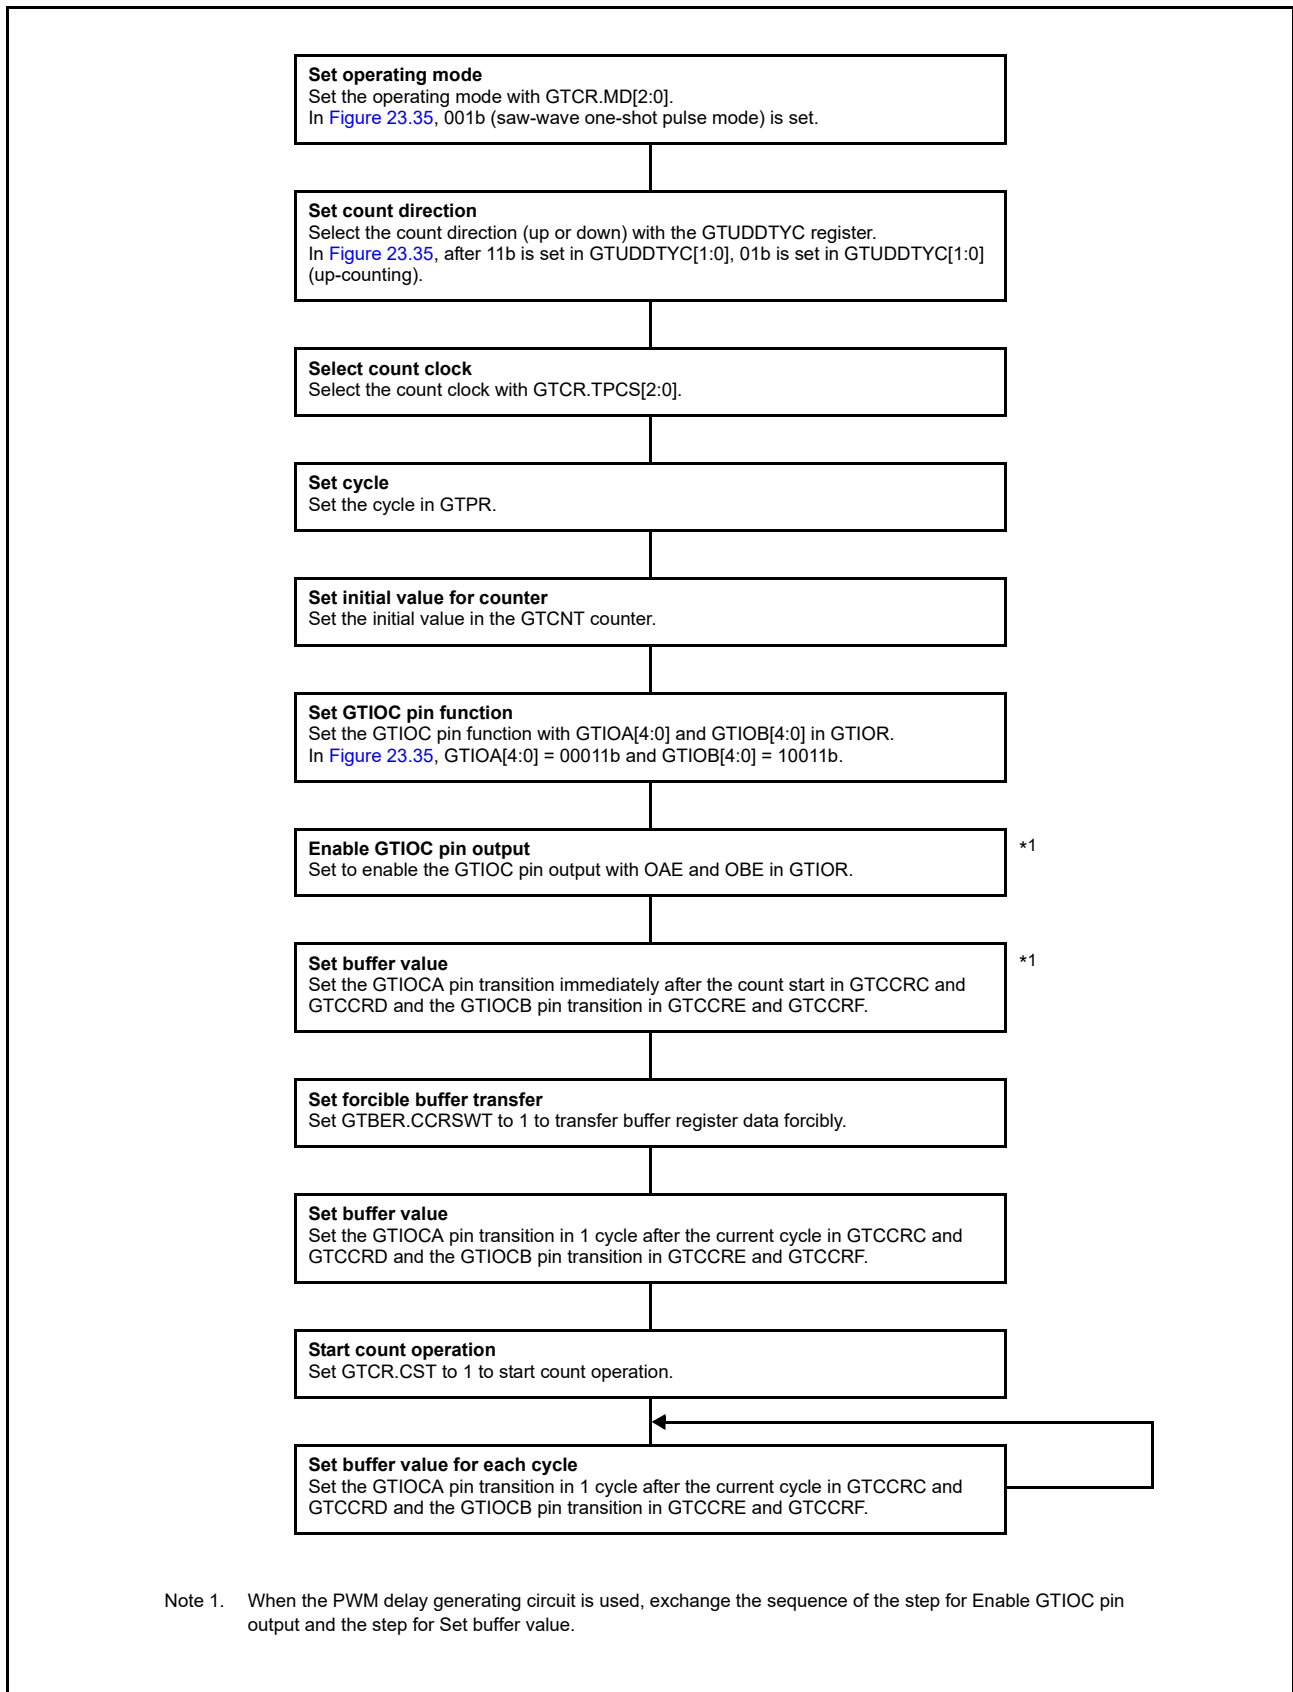 Set operating mode
Set the operating mode with GTCR.MD[2:0].
In Figure 23.35, 001b (saw-wave one-shot pulse mode) is set.
Set count direction
Select the count direction (up or down) with the GTUDDTYC register.
In Figure 23.35, after 11b is set in GTUDDTYC[1:0], 01b is set in GTUDDTYC[1:0]
(up-counting).
Select count clock
Select the count clock with GTCR.TPCS[2:0].
Set cycle
Set the cycle in GTPR.
Set initial value for counter
Set the initial value in the GTCNT counter.
Set GTIOC pin function
Set the GTIOC pin function with GTIOA[4:0] and GTIOB[4:0] in GTIOR.
In Figure 23.35, GTIOA[4:0] = 00011b and GTIOB[4:0] = 10011b.
Enable GTIOC pin output *1
Set to enable the GTIOC pin output with OAE and OBE in GTIOR.
Set buffer value *1
Set the GTIOCA pin transition immediately after the count start in GTCCRC and
GTCCRD and the GTIOCB pin transition in GTCCRE and GTCCRF.
Set forcible buffer transfer
Set GTBER.CCRSWT to 1 to transfer buffer register data forcibly.
Set buffer value
Set the GTIOCA pin transition in 1 cycle after the current cycle in GTCCRC and
GTCCRD and the GTIOCB pin transition in GTCCRE and GTCCRF.
Start count operation
Set GTCR.CST to 1 to start count operation.
Set buffer value for each cycle
Set the GTIOCA pin transition in 1 cycle after the current cycle in GTCCRC and
GTCCRD and the GTIOCB pin transition in GTCCRE and GTCCRF.
Note 1. When the PWM delay generating circuit is used, exchange the sequence of the step for Enable GTIOC pin
output and the step for Set buffer value.